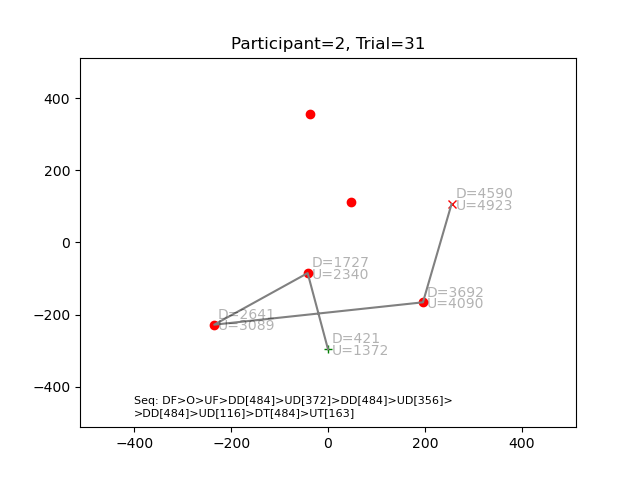 Participant=2, Trial=31
400
200
0
−200
−400
D=4590
U=4923
D=1727
U=2340
D=3692
U=4090
D=2641
U=3089
D=421
U=1372
Seq: DF>O>UF>DD[484]>UD[372]>DD[484]>UD[356]>
>DD[484]>UD[116]>DT[484]>UT[163]
−400 −200 0 200 400